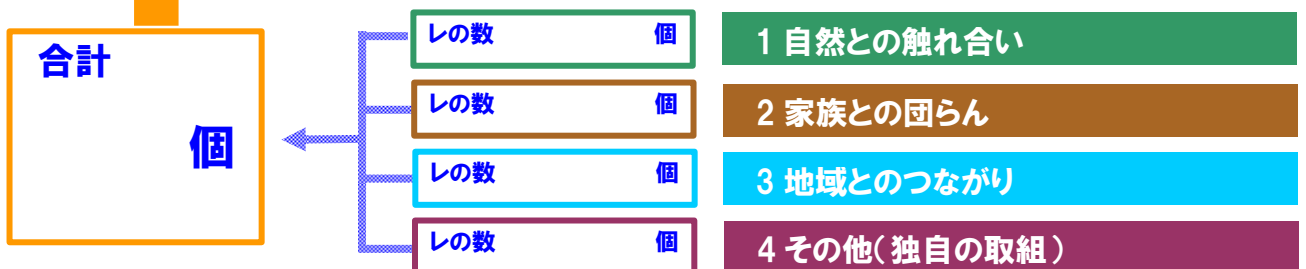 合計
個
レの数 個
1 自然との触れ合い
レの数 個
2 家族との団らん
レの数 個
3 地域とのつながり
レの数 個
4 その他(独自の取組)